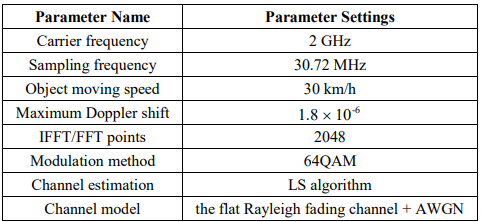 Parameter Name Parameter Settings
Carrier frequency 2 GHz
Sampling frequency 30.72 MHz
Object moving speed 30 km/h
Maximum Doppler shift 1.8 × 10⁻⁶
IFFT/FFT points 2048
Modulation method 64QAM
Channel estimation LS algorithm
Channel model the flat Rayleigh fading channel + AWGN